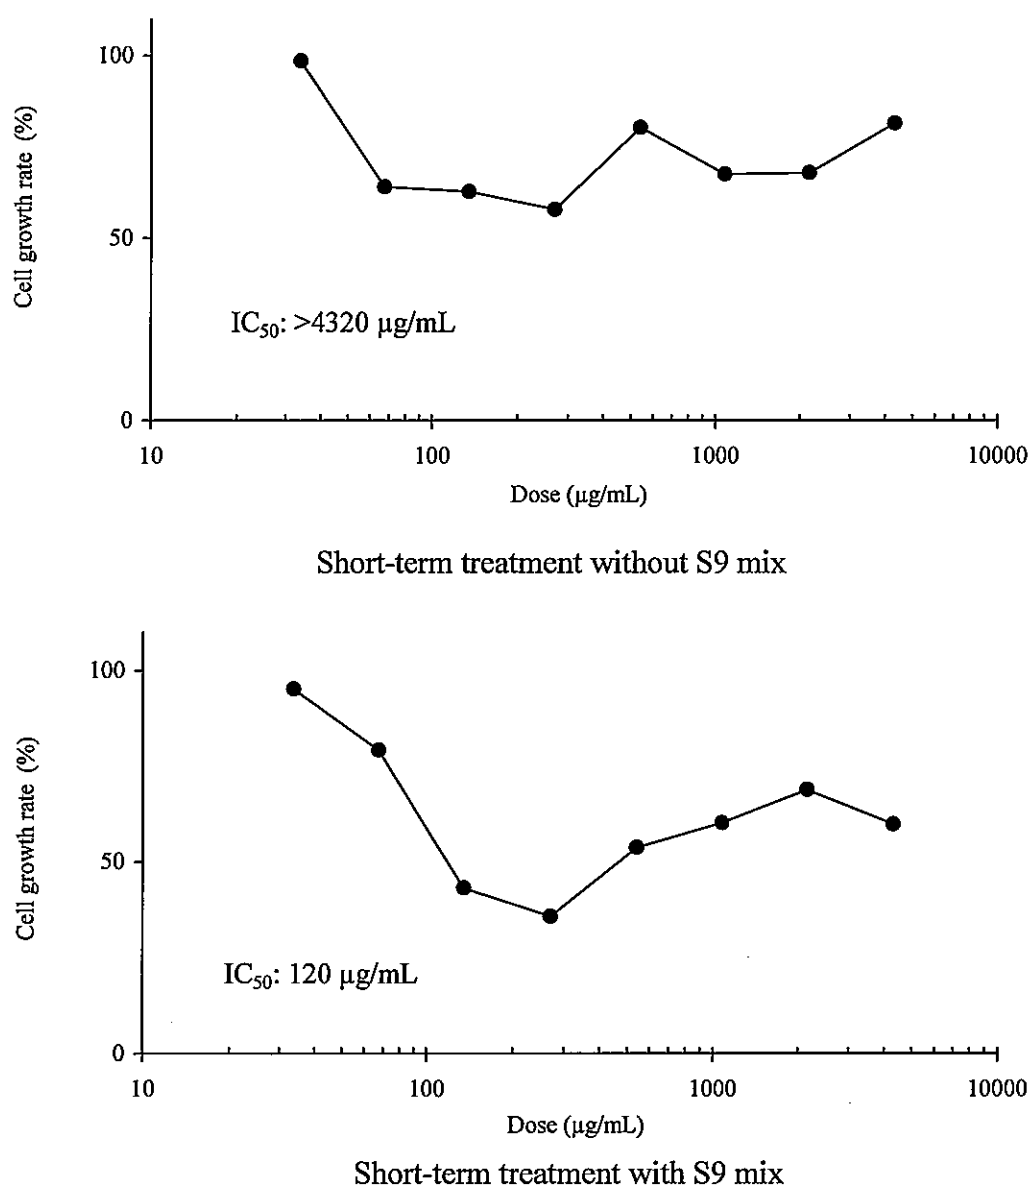 100
50
0
Cell growth rate (%)
IC₅₀: >4320 µg/mL
10 100 1000 10000
Dose (µg/mL)
Short-term treatment without S9 mix
100
50
0
Cell growth rate (%)
IC₅₀: 120 µg/mL
10 100 1000 10000
Dose (µg/mL)
Short-term treatment with S9 mix